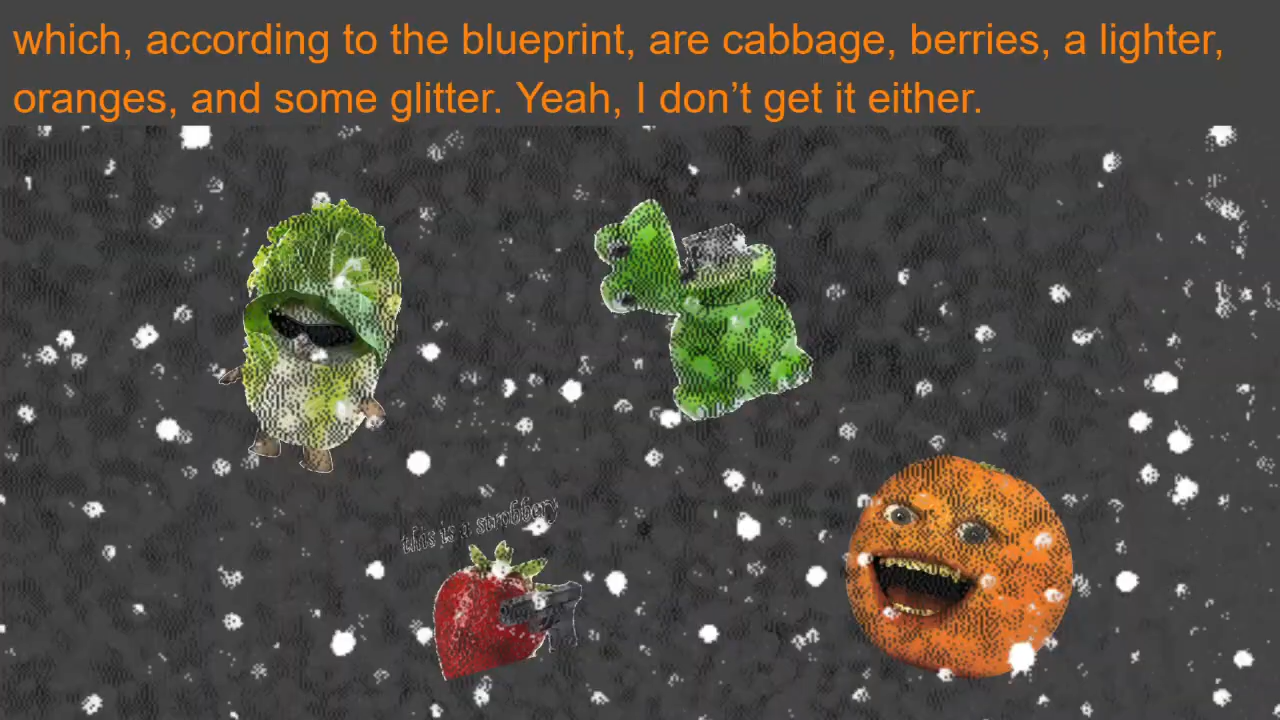 which, according to the blueprint, are cabbage, berries, a lighter,
oranges, and some glitter. Yeah, I don’t get it either.
this is a strobbery